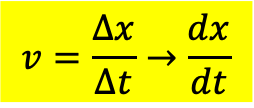 v = Δx/Δt → dx/dt